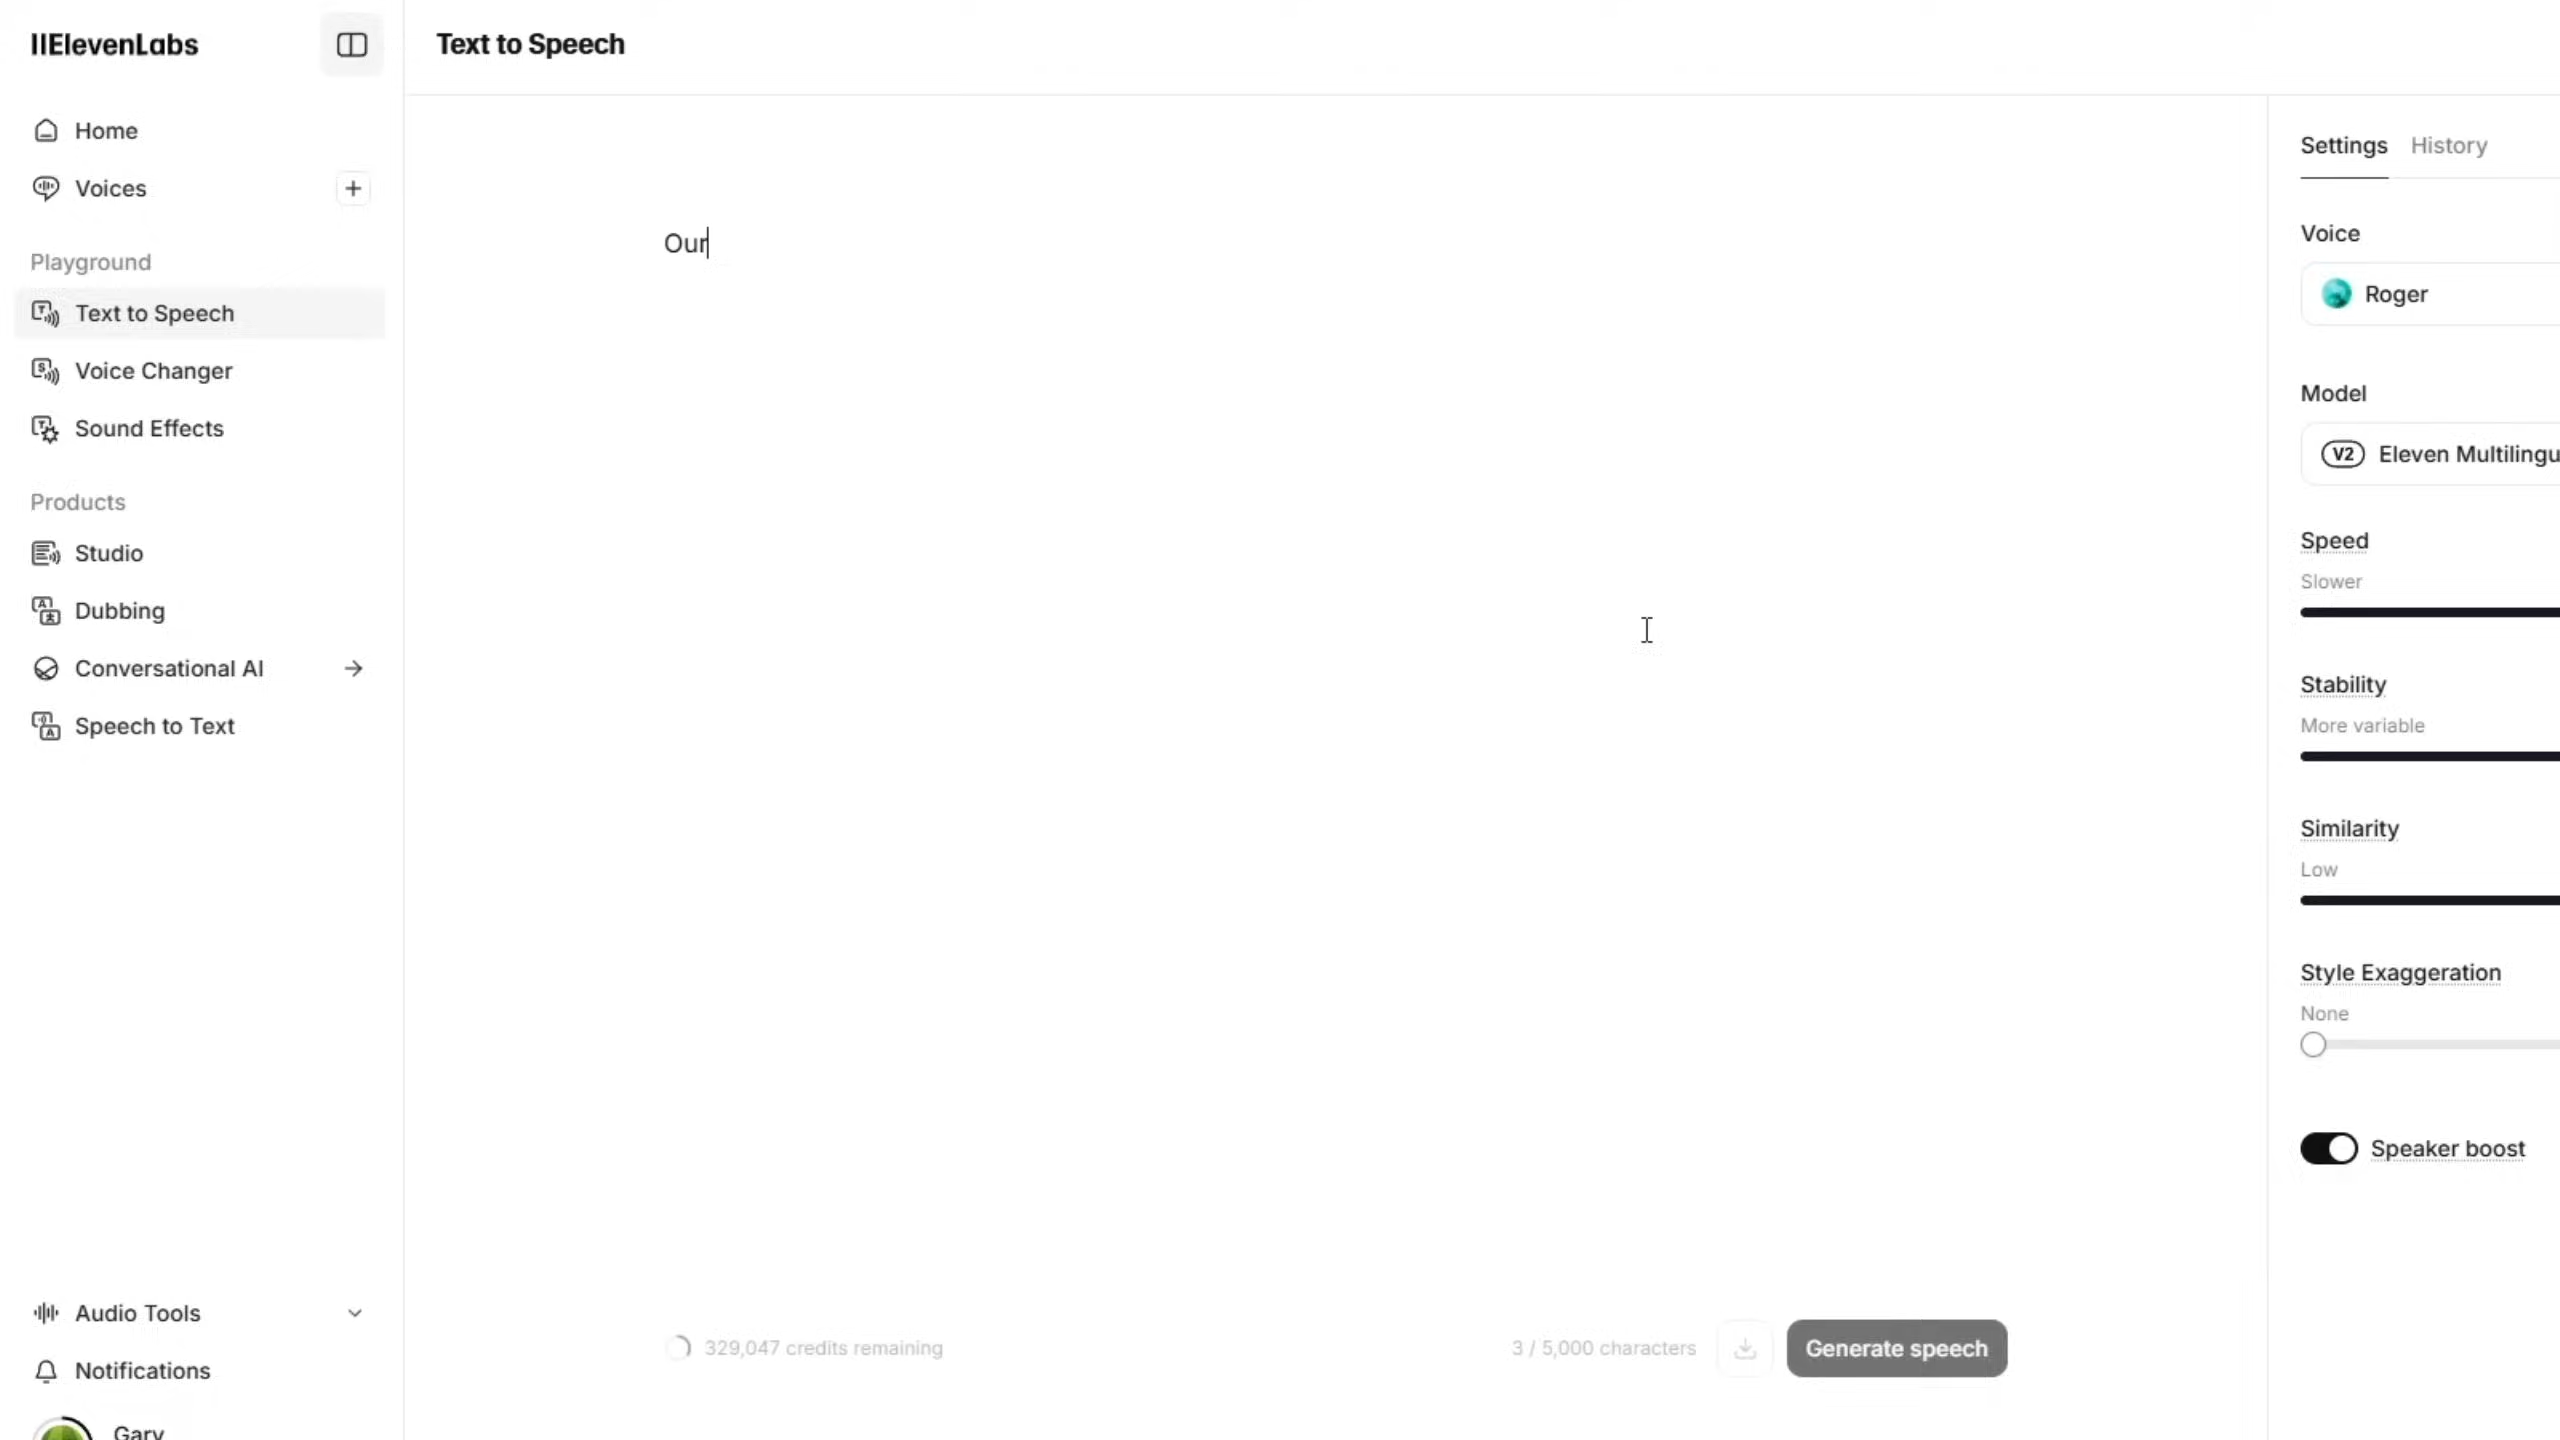 IIElevenLabs
Home
Voices
Playground
Text to Speech
Voice Changer
Sound Effects
Products
Studio
Dubbing
Conversational AI
Speech to Text
Audio Tools
Notifications
Gary
Text to Speech
Our
329,047 credits remaining
3 / 5,000 characters
Generate speech
Settings History
Voice
Roger
Model
V2 Eleven Multilingu
Speed
Slower
Stability
More variable
Similarity
Low
Style Exaggeration
None
Speaker boost